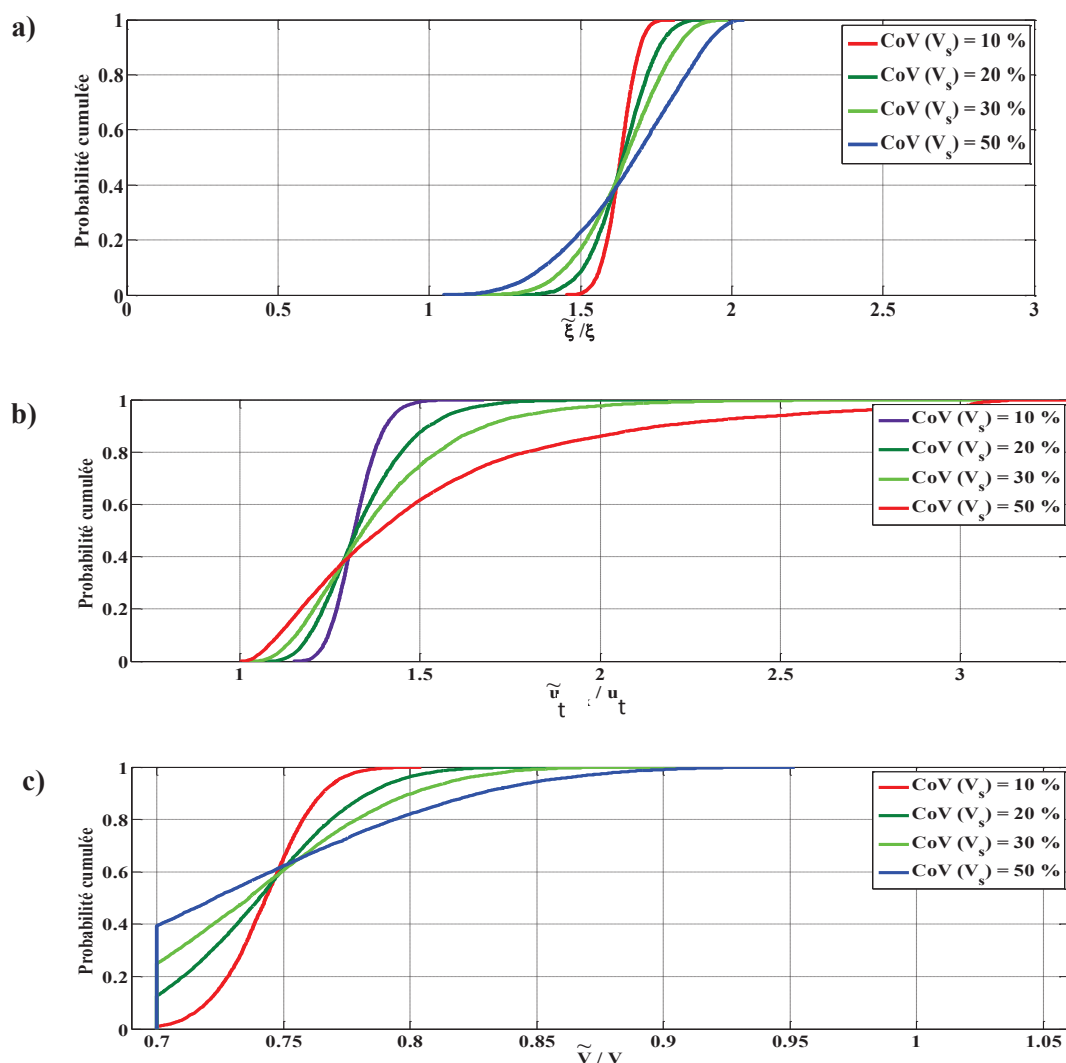 a)
Probabilité cumulée
1
0.8
0.6
0.4
0.2
0
0 0.5 1 1.5 2 2.5 3
ξ̃ /ξ
CoV (Vs) = 10 %
CoV (Vs) = 20 %
CoV (Vs) = 30 %
CoV (Vs) = 50 %
b)
Probabilité cumulée
1
0.8
0.6
0.4
0.2
0
1 1.5 2 2.5 3
ũt / ut
CoV (Vs) = 10 %
CoV (Vs) = 20 %
CoV (Vs) = 30 %
CoV (Vs) = 50 %
c)
Probabilité cumulée
1
0.8
0.6
0.4
0.2
0
0.7 0.75 0.8 0.85 0.9 0.95 1 1.05
Ṽ / V
CoV (Vs) = 10 %
CoV (Vs) = 20 %
CoV (Vs) = 30 %
CoV (Vs) = 50 %